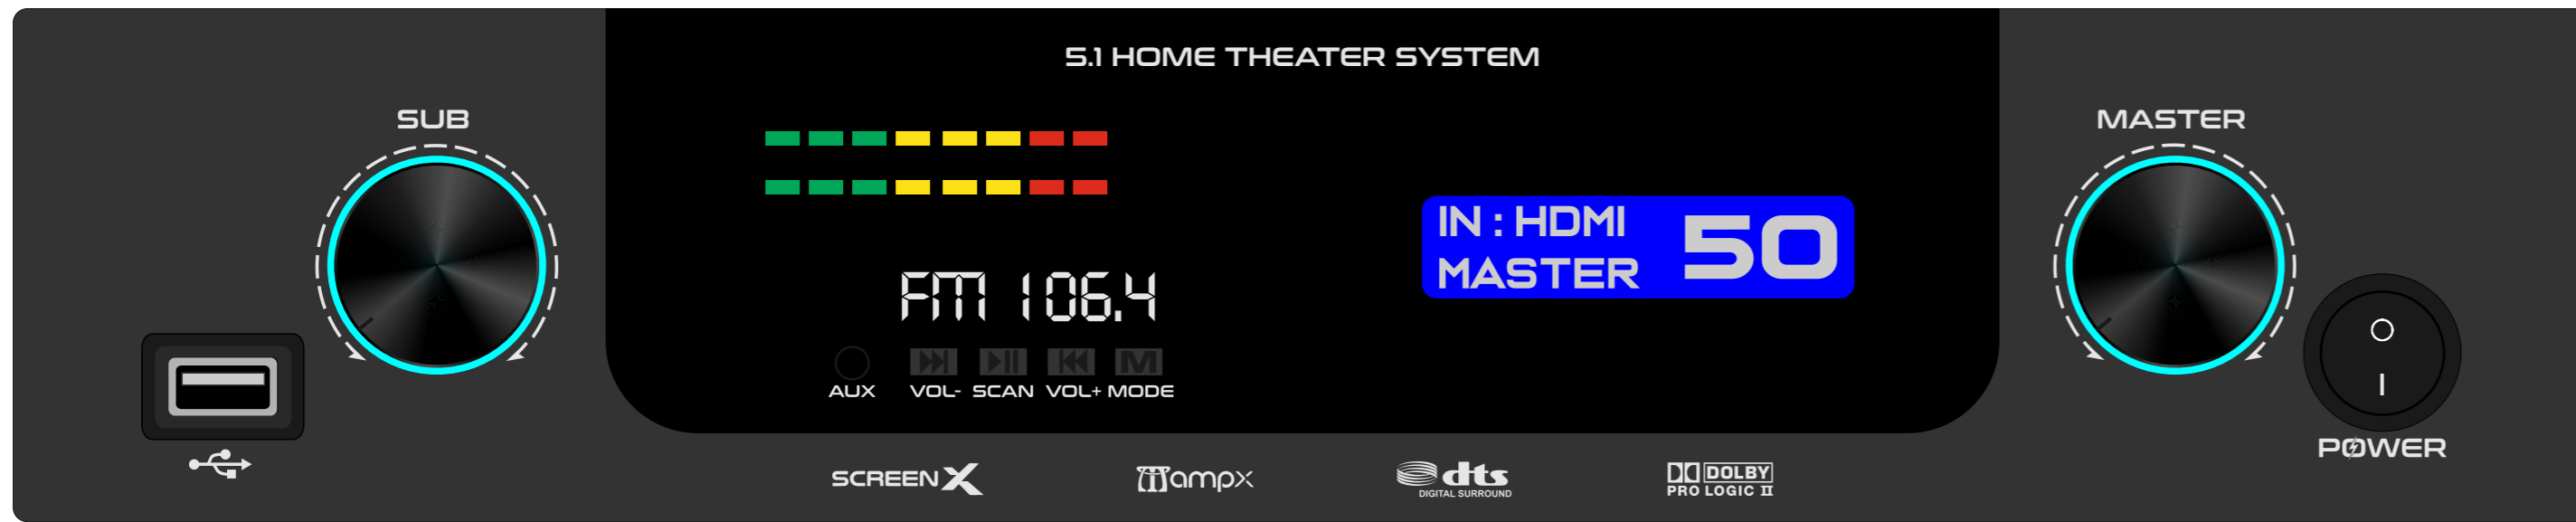 5.1 HOME THEATER SYSTEM
SUB
MASTER
IN : HDMI
MASTER
50
FM 106.4
M
AUX VOL- SCAN VOL+ MODE
POWER
SCREENX
ampx
dts
DIGITAL SURROUND
DOLBY
PRO LOGIC II